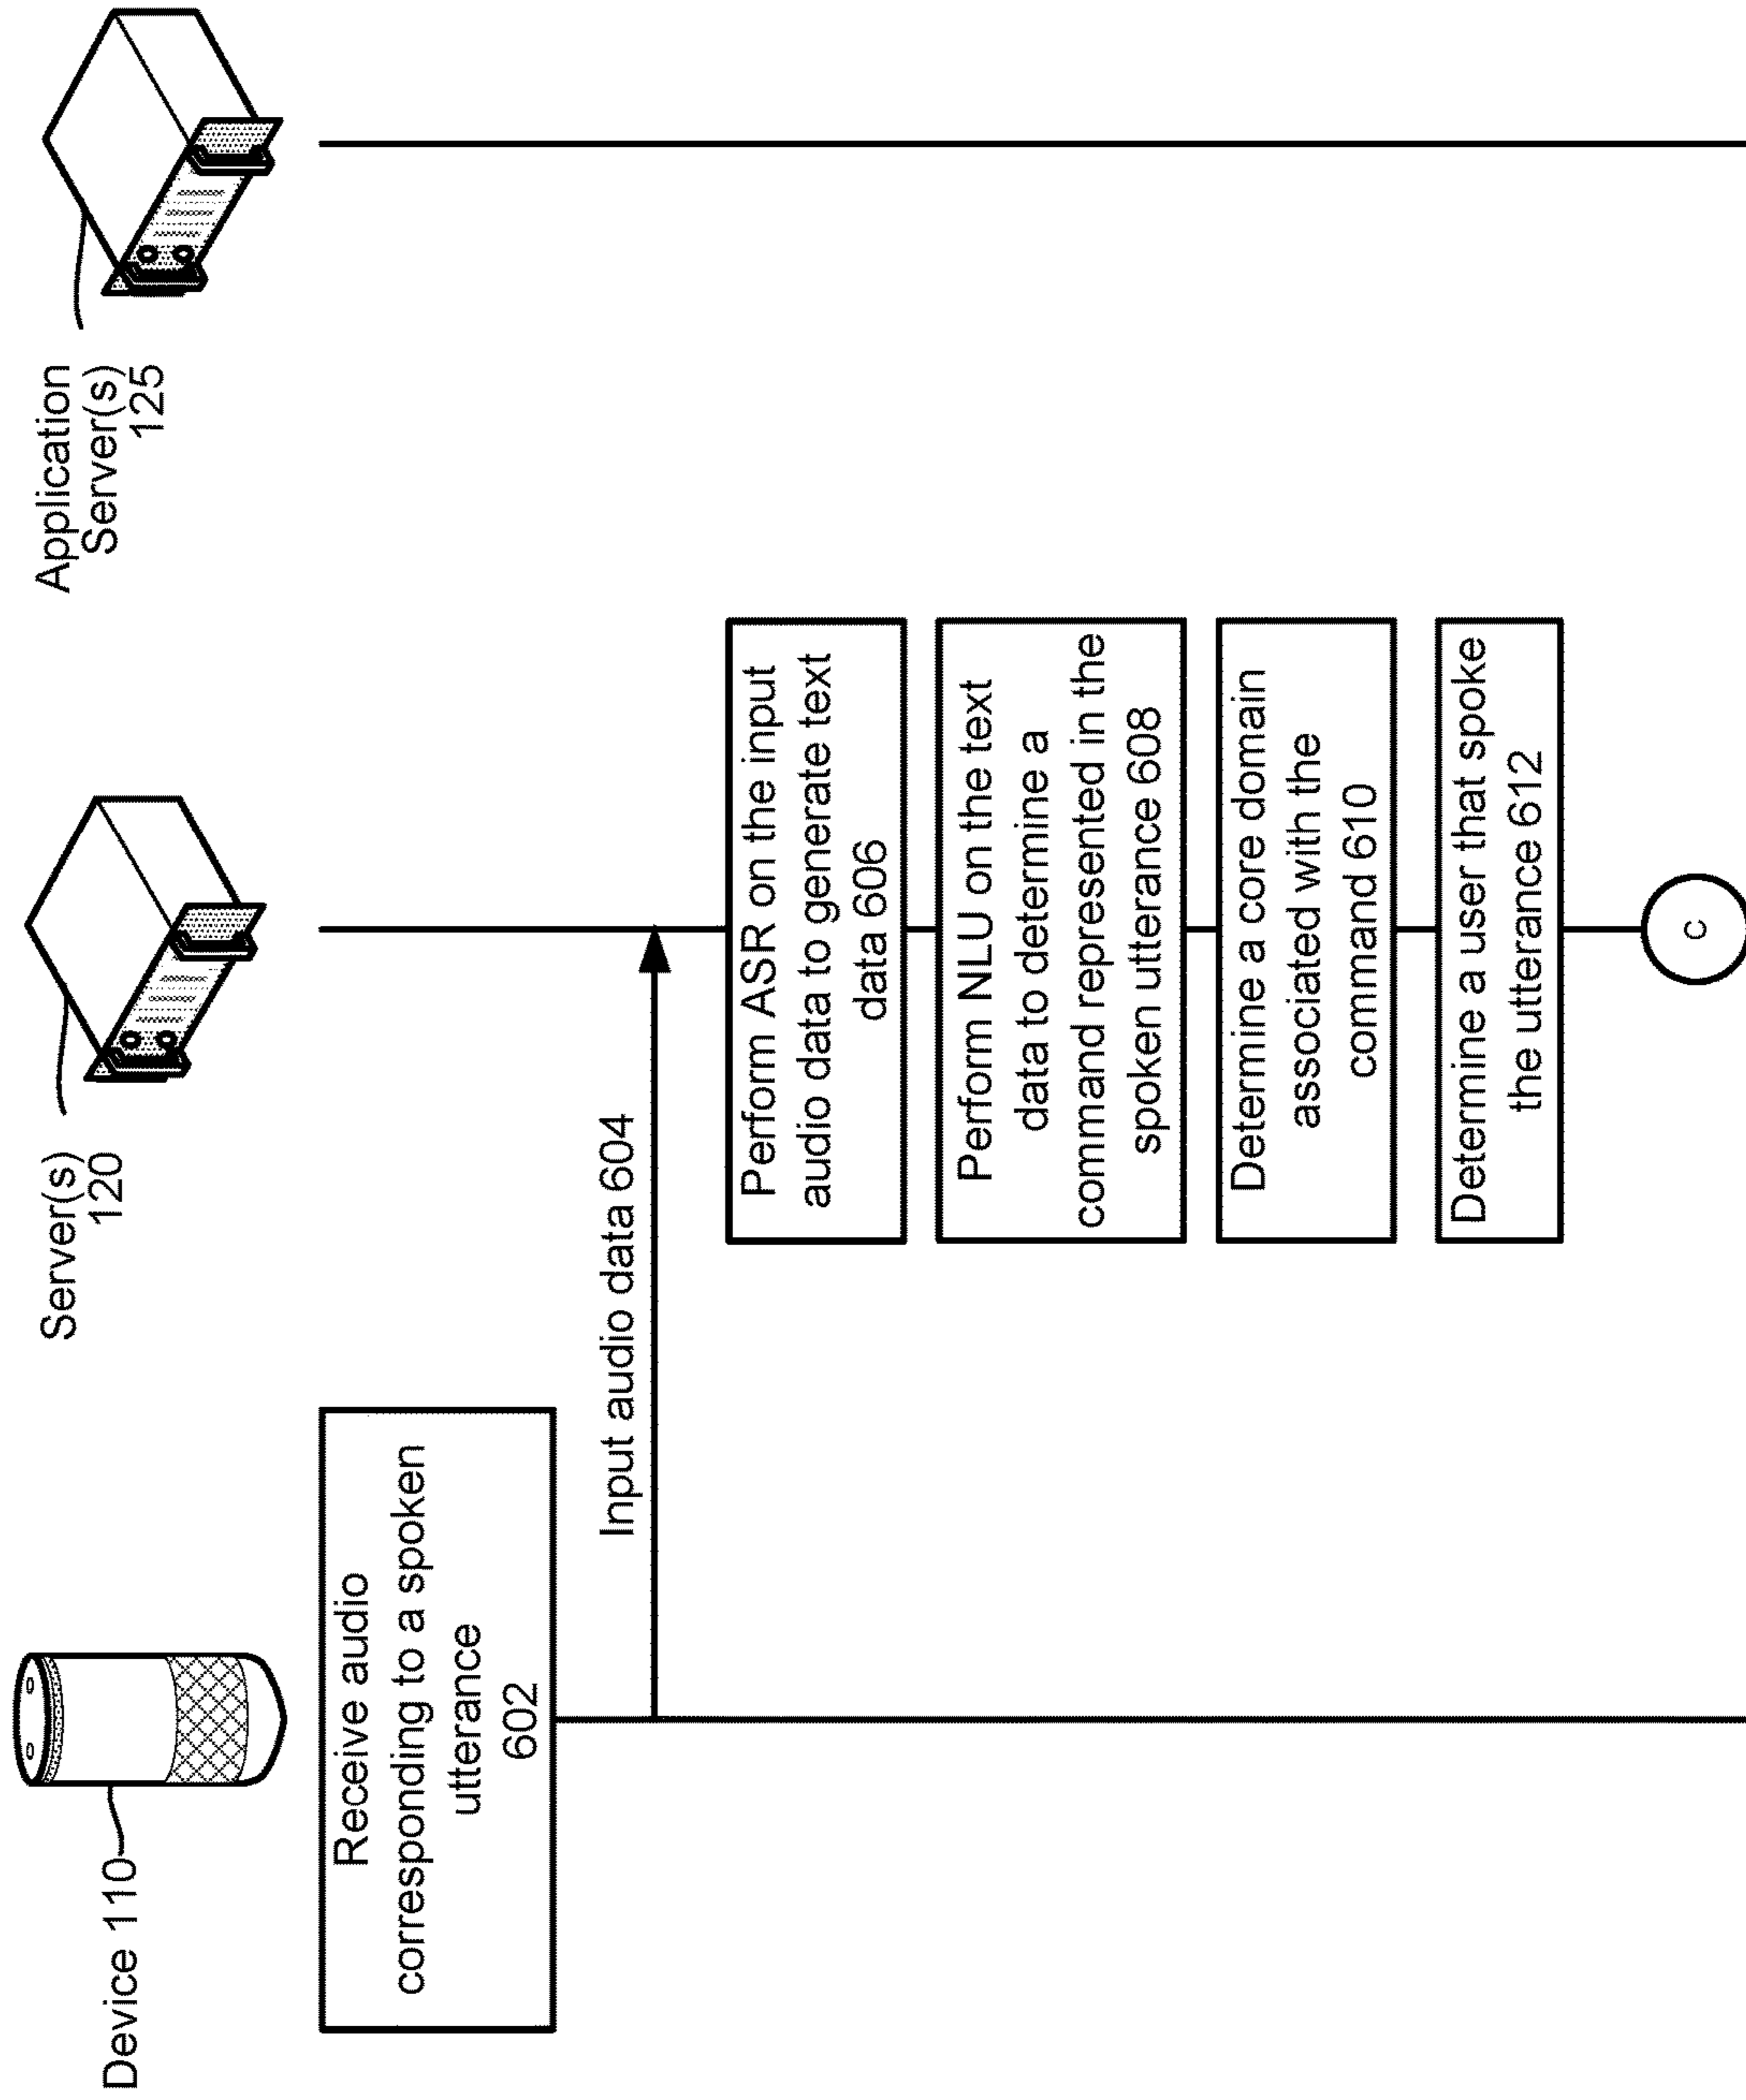 Device 110
Server(s)
120
Application
Server(s)
125
Receive audio
corresponding to a spoken
utterance
602
Input audio data 604
Perform ASR on the input
audio data to generate text
data 606
Perform NLU on the text
data to determine a
command represented in the
spoken utterance 608
Determine a core domain
associated with the
command 610
Determine a user that spoke
the utterance 612
C